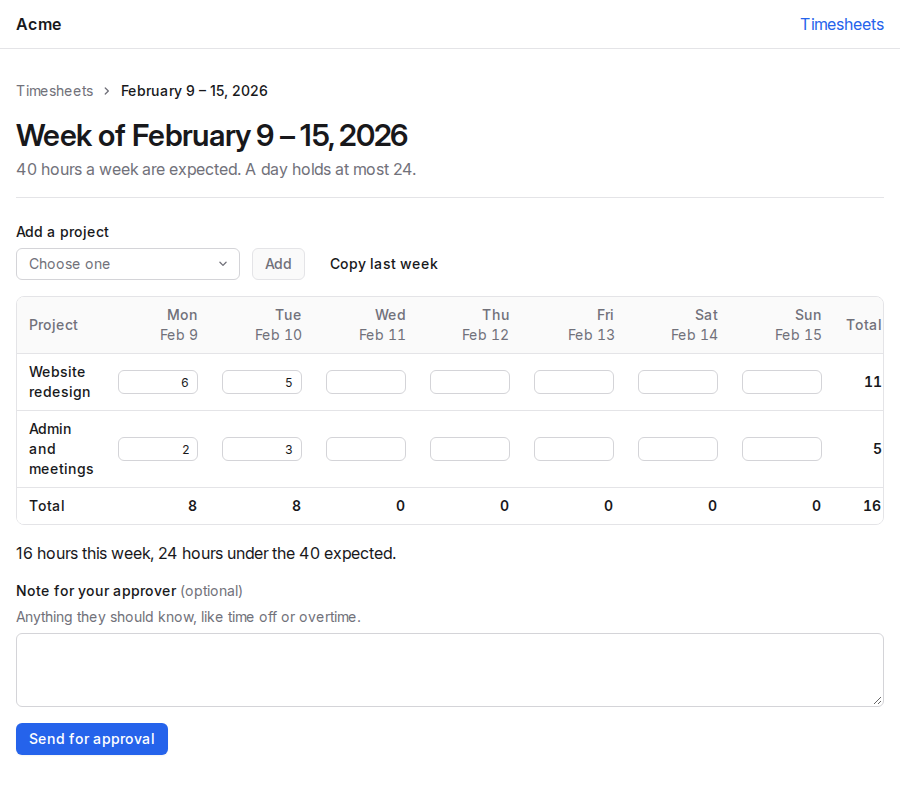 Acme
Timesheets
Timesheets > February 9 – 15, 2026
Week of February 9 – 15, 2026
40 hours a week are expected. A day holds at most 24.
Add a project
Choose one
Add
Copy last week
Project Mon Feb 9 Tue Feb 10 Wed Feb 11 Thu Feb 12 Fri Feb 13 Sat Feb 14 Sun Feb 15 Total
Website redesign 6 5 11
Admin and meetings 2 3 5
Total 8 8 0 0 0 0 0 16
16 hours this week, 24 hours under the 40 expected.
Note for your approver (optional)
Anything they should know, like time off or overtime.
Send for approval